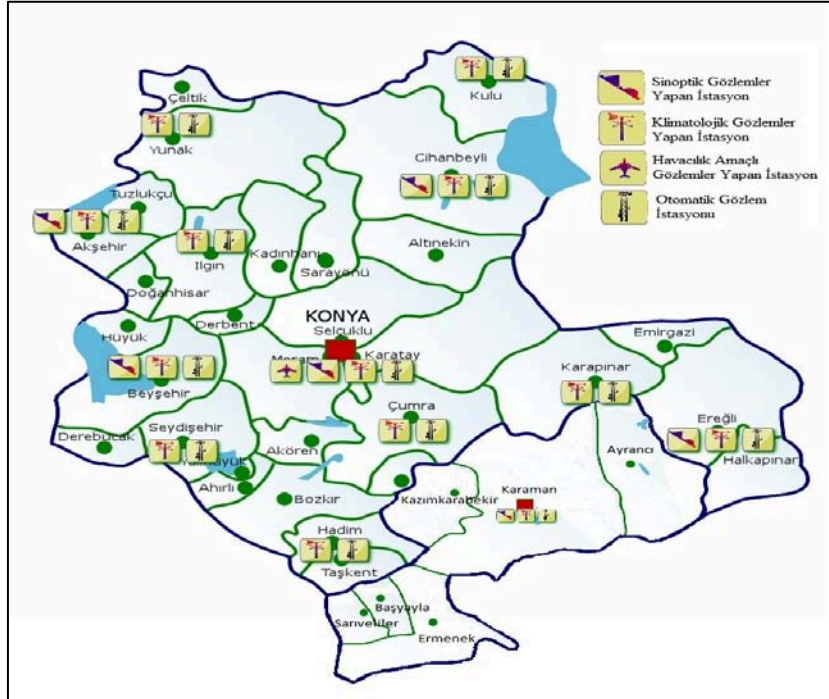 Çeltik
Kulu
Yunak
Cihanbeyli
Tuzlukçu
Akşehir
Ilgın
Kadınhanı
Sarayönü
Altınekin
Doğanhisar
Derbent
KONYA
Selçuklu
Meram
Karatay
Hüyük
Beyşehir
Emirgazi
Karapınar
Çumra
Ereğli
Halkapınar
Derebucak
Seydişehir
Akören
Ahırlı
Bozkır
Hadim
Taşkent
Kazımkarabekir
Karaman
Ayrancı
Başyayla
Sarıveliler
Ermenek
Sinoptik Gözlemler
Yapan İstasyon
Klimatolojik Gözlemler
Yapan İstasyon
Havacılık Amaçlı
Gözlemler Yapan İstasyon
Otomatik Gözlem
İstasyonu